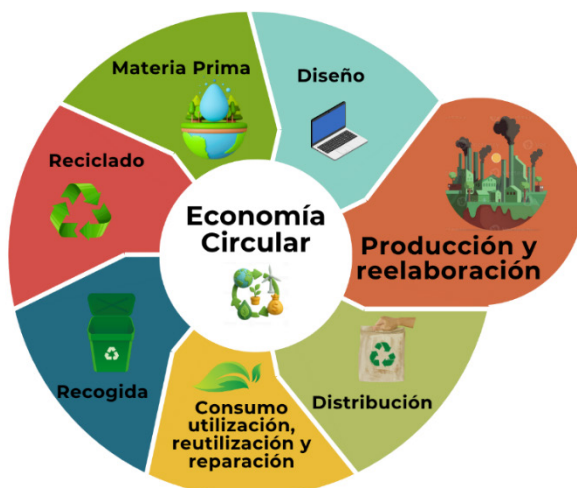 Materia Prima
Diseño
Reciclado
Economía
Circular
Producción y
reelaboración
Recogida
Consumo
utilización,
reutilización y
reparación
Distribución